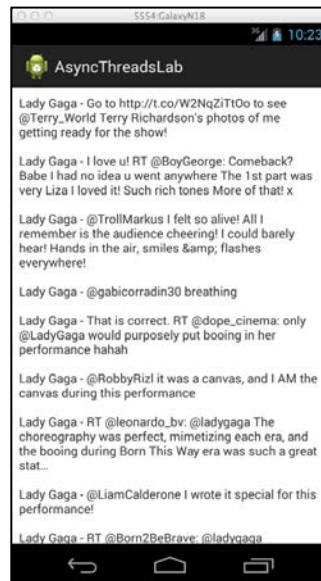 5554:GalaxyN18
3G 10:23
AsyncThreadsLab
Lady Gaga - Go to http://t.co/W2NqZiTtOo to see
@Terry_World Terry Richardson's photos of me
getting ready for the show!
Lady Gaga - I love u! RT @BoyGeorge: Comeback?
Babe I had no idea u went anywhere The 1st part was
very Liza I loved it! Such rich tones More of that! x
Lady Gaga - @TrollMarkus I felt so alive! All I
remember is the audience cheering! I could barely
hear! Hands in the air, smiles &amp; flashes
everywhere!
Lady Gaga - @gabicorradin30 breathing
Lady Gaga - That is correct. RT @dope_cinema: only
@LadyGaga would purposely put booing in her
performance hahah
Lady Gaga - @RobbyRizl it was a canvas, and I AM the
canvas during this performance
Lady Gaga - RT @leonardo_bv: @ladygaga The
choreography was perfect, mimetizing each era, and
the booing during Born This Way era was such a great
stat…
Lady Gaga - @LiamCalderone I wrote it special for this
performance!
Lady Gaga - RT @Born2BeBrave: @ladygaga